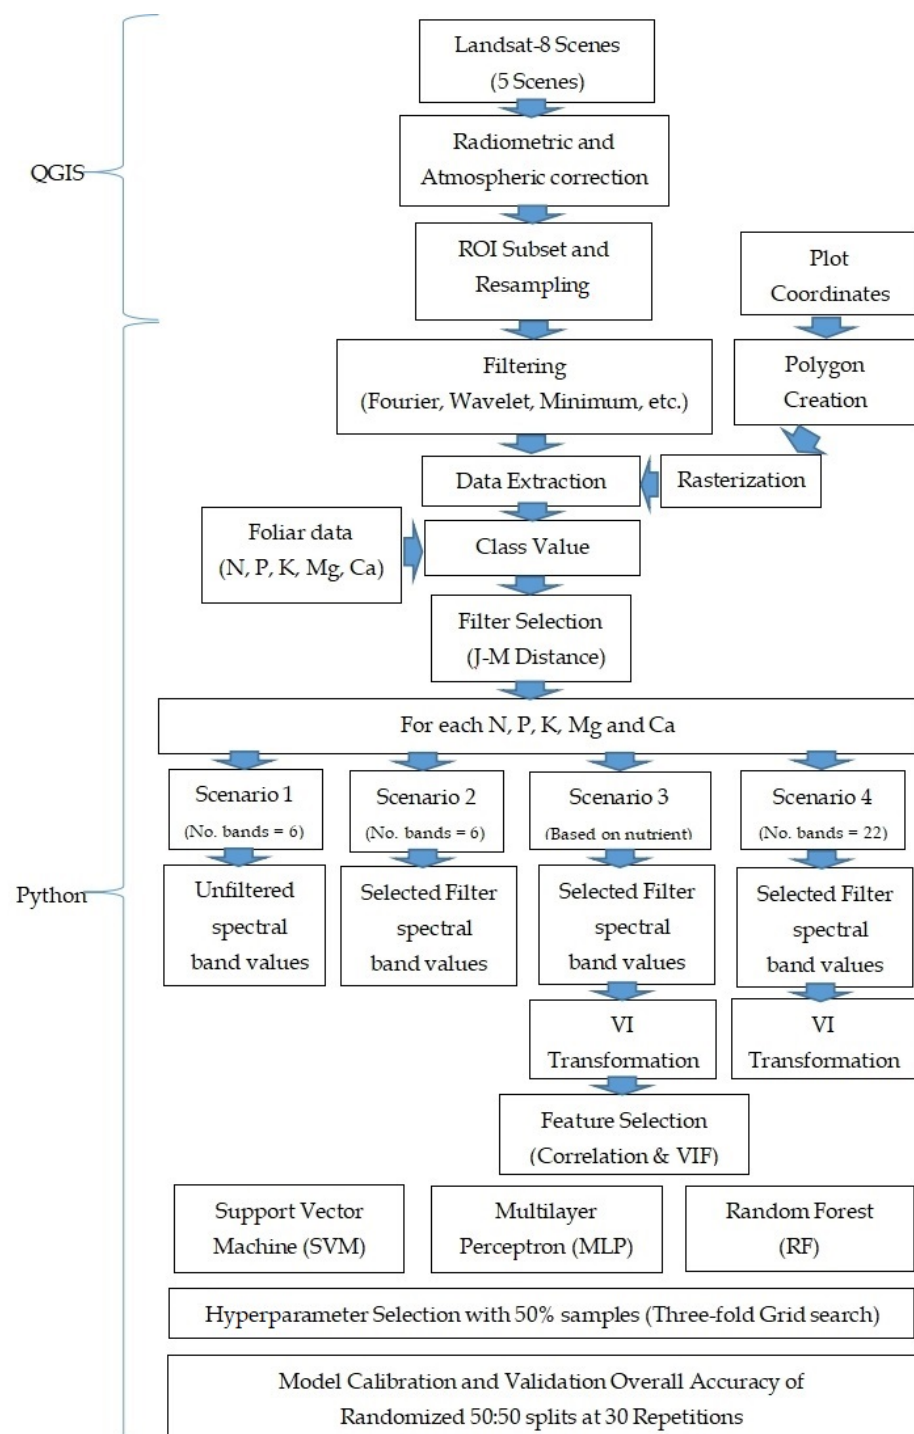 Landsat-8 Scenes
(5 Scenes)
Radiometric and
Atmospheric correction
QGIS
ROI Subset and
Resampling
Plot
Coordinates
Filtering
(Fourier, Wavelet, Minimum, etc.)
Polygon
Creation
Data Extraction
Rasterization
Foliar data
(N, P, K, Mg, Ca)
Class Value
Filter Selection
(J-M Distance)
For each N, P, K, Mg and Ca
Scenario 1
(No. bands = 6)
Scenario 2
(No. bands = 6)
Scenario 3
(Based on nutrient)
Scenario 4
(No. bands = 22)
Python
Unfiltered
spectral
band values
Selected Filter
spectral
band values
Selected Filter
spectral
band values
Selected Filter
spectral
band values
VI
Transformation
VI
Transformation
Feature Selection
(Correlation & VIF)
Support Vector
Machine (SVM)
Multilayer
Perceptron (MLP)
Random Forest
(RF)
Hyperparameter Selection with 50% samples (Three-fold Grid search)
Model Calibration and Validation Overall Accuracy of
Randomized 50:50 splits at 30 Repetitions